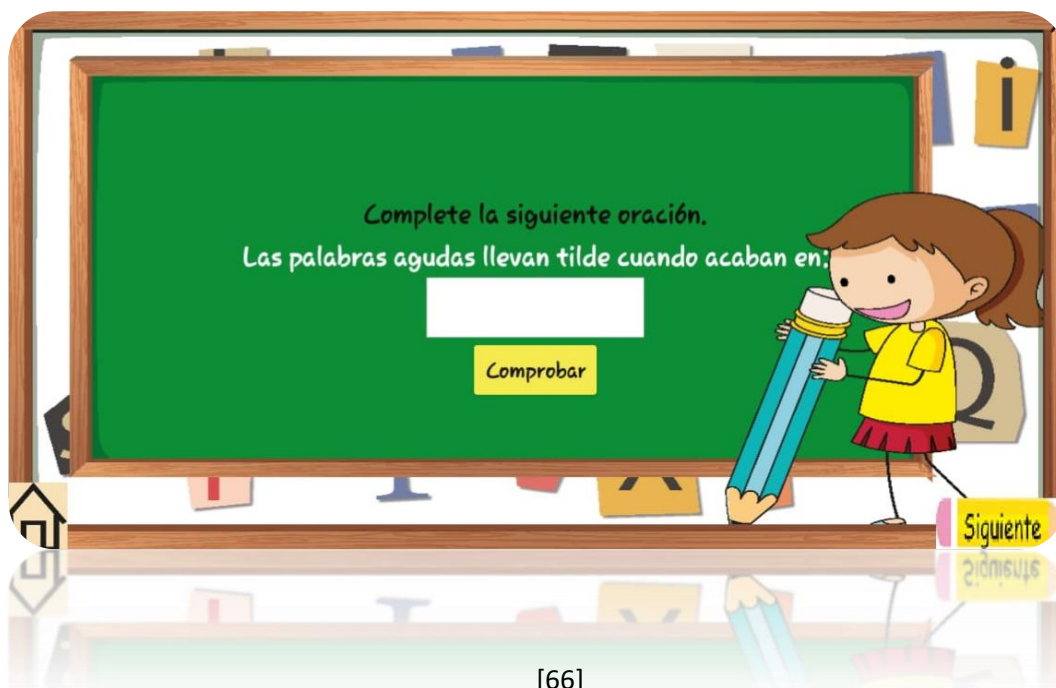 Complete la siguiente oración.
Las palabras agudas llevan tilde cuando acaban en:
Comprobar
Siguiente
[66]